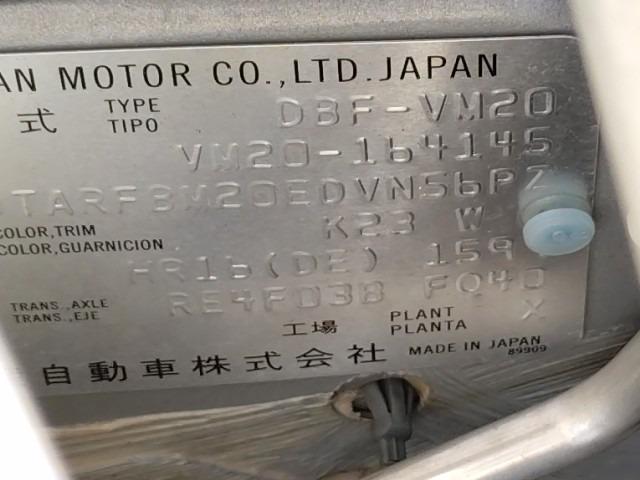 AN MOTOR CO.,LTD.JAPAN
式 TYPE TIPO DBF-VM20
VM20-164145
TARFBM20EDVN56PZ
COLOR,TRIM
COLOR,GUARNICION K23 W
HR16(DE) 159
TRANS.,AXLE
TRANS.,EJE RE4F03B FQ40
工場 PLANT PLANTA X
自動車株式会社 MADE IN JAPAN
89909